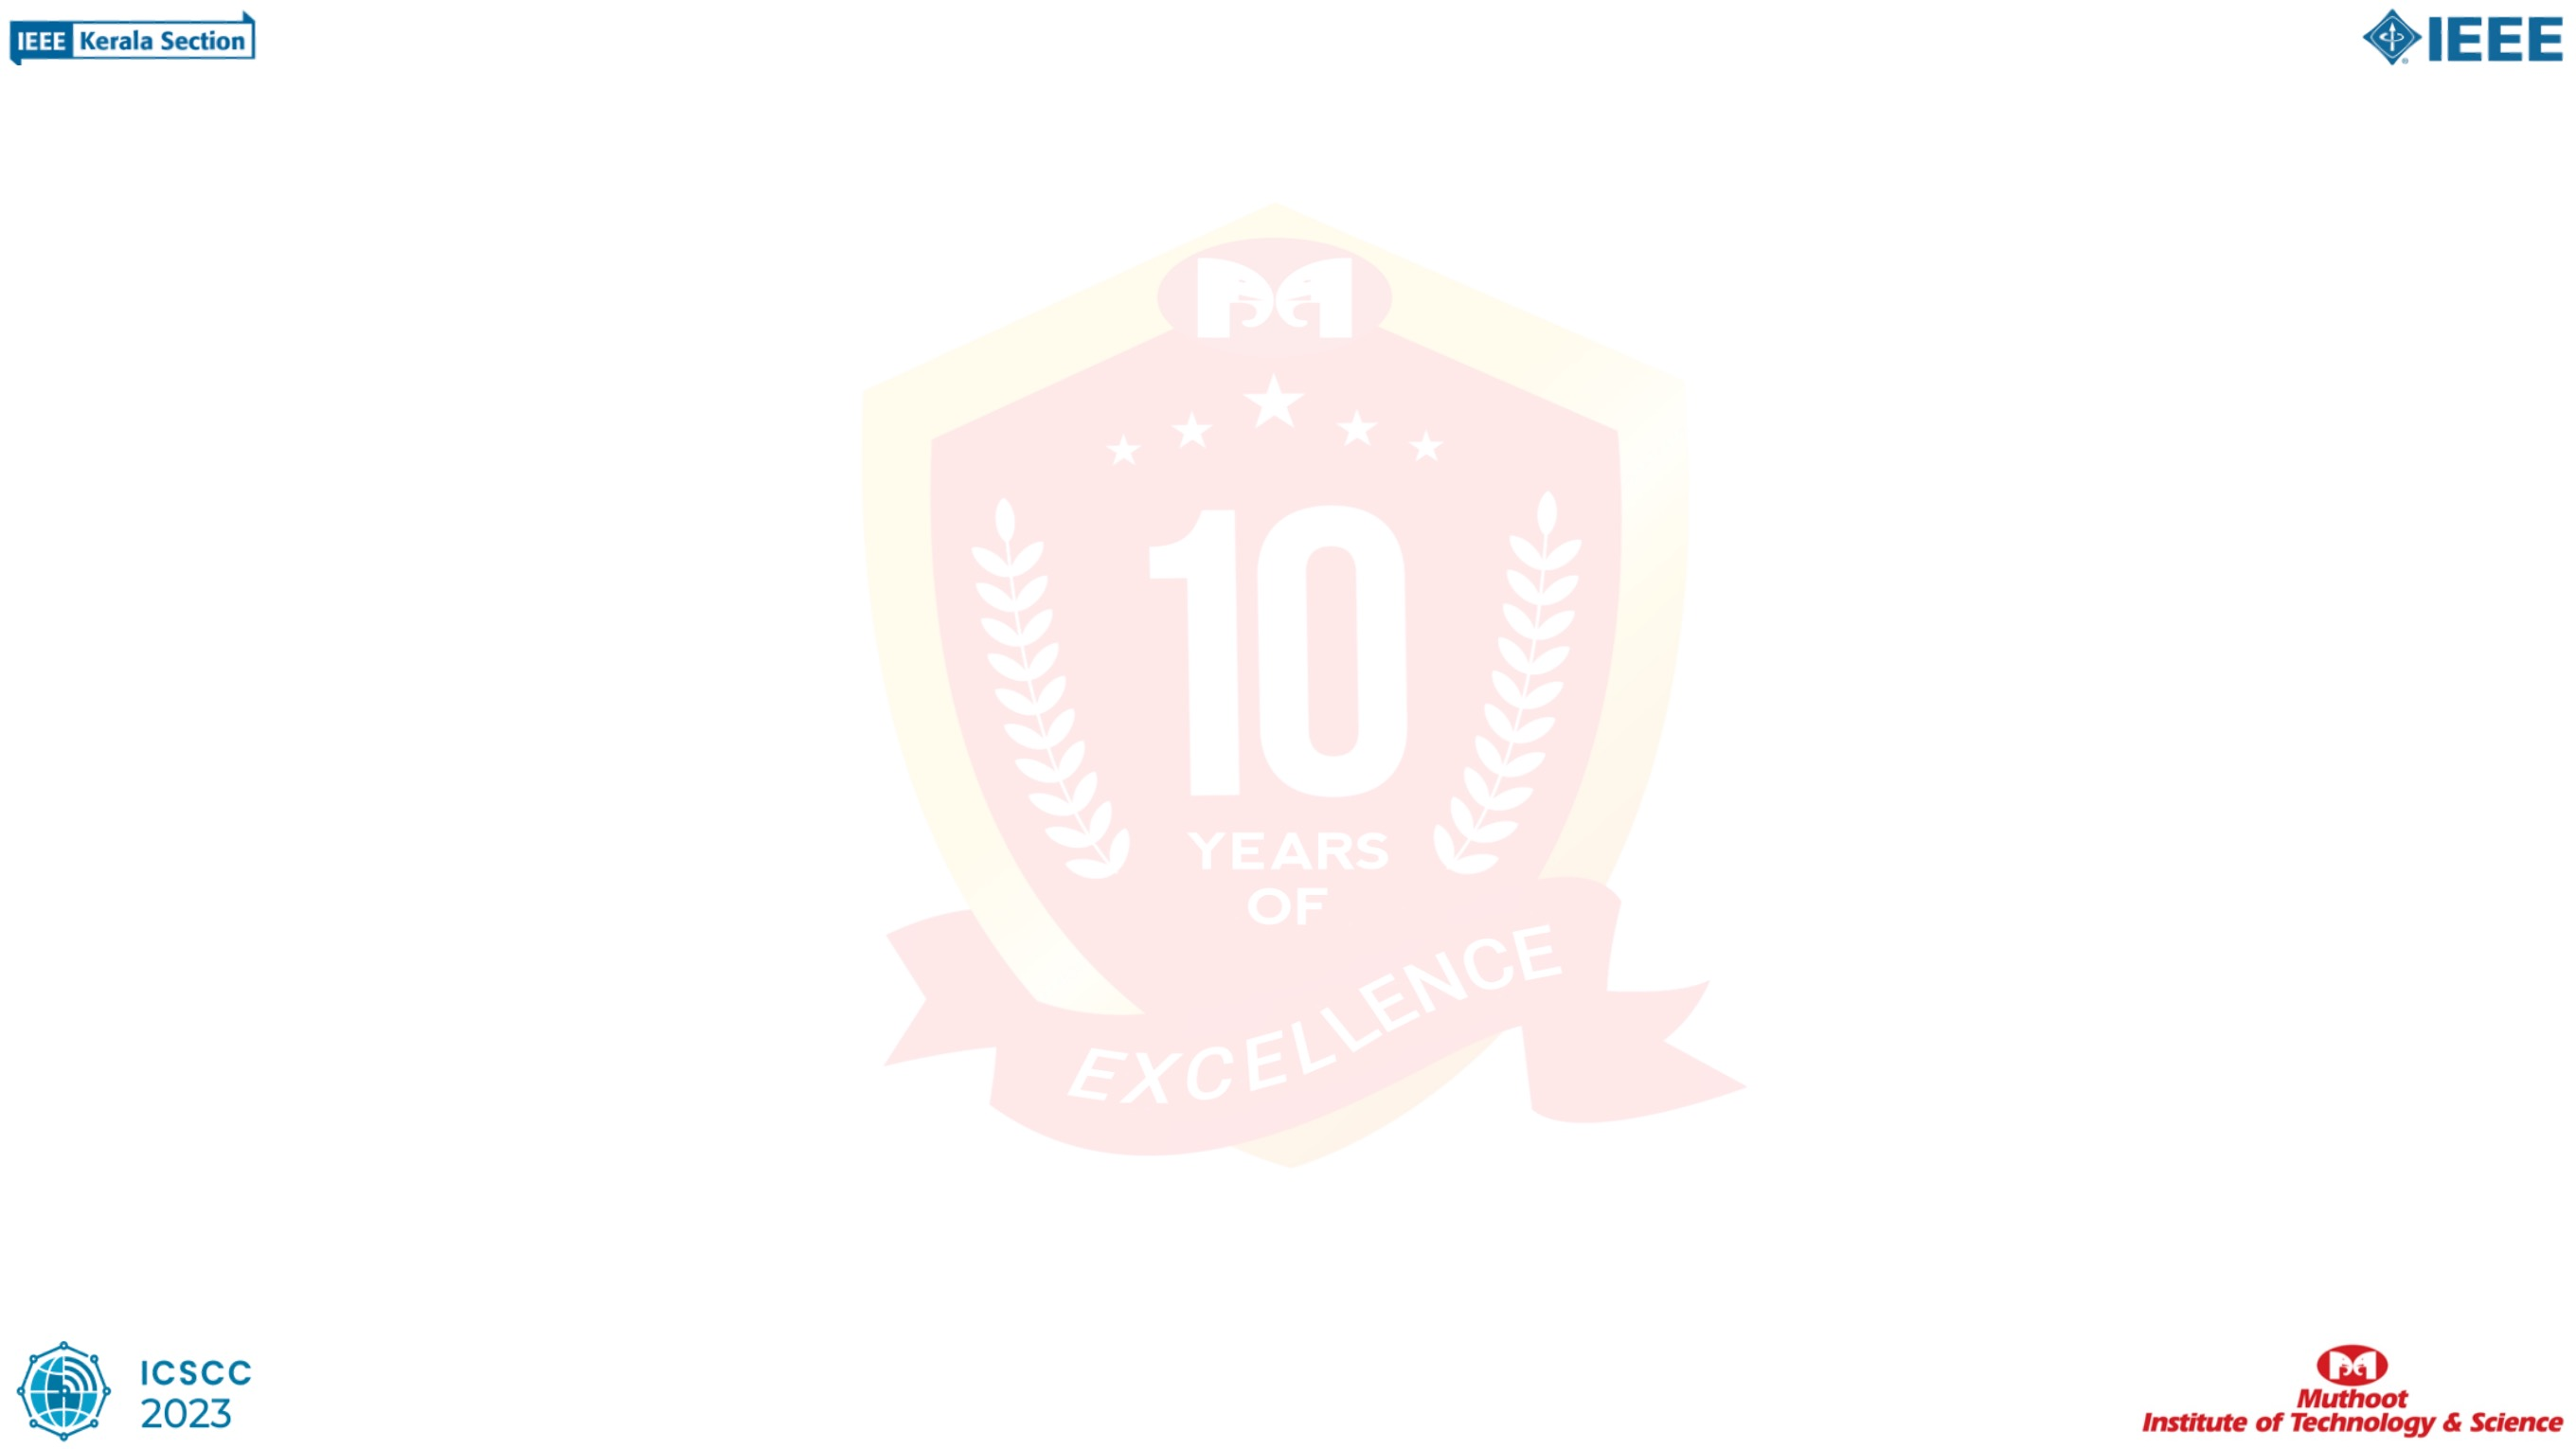 IEEE Kerala Section
IEEE
10
YEARS
OF
EXCELLENCE
ICSCC
2023
Muthoot
Institute of Technology & Science